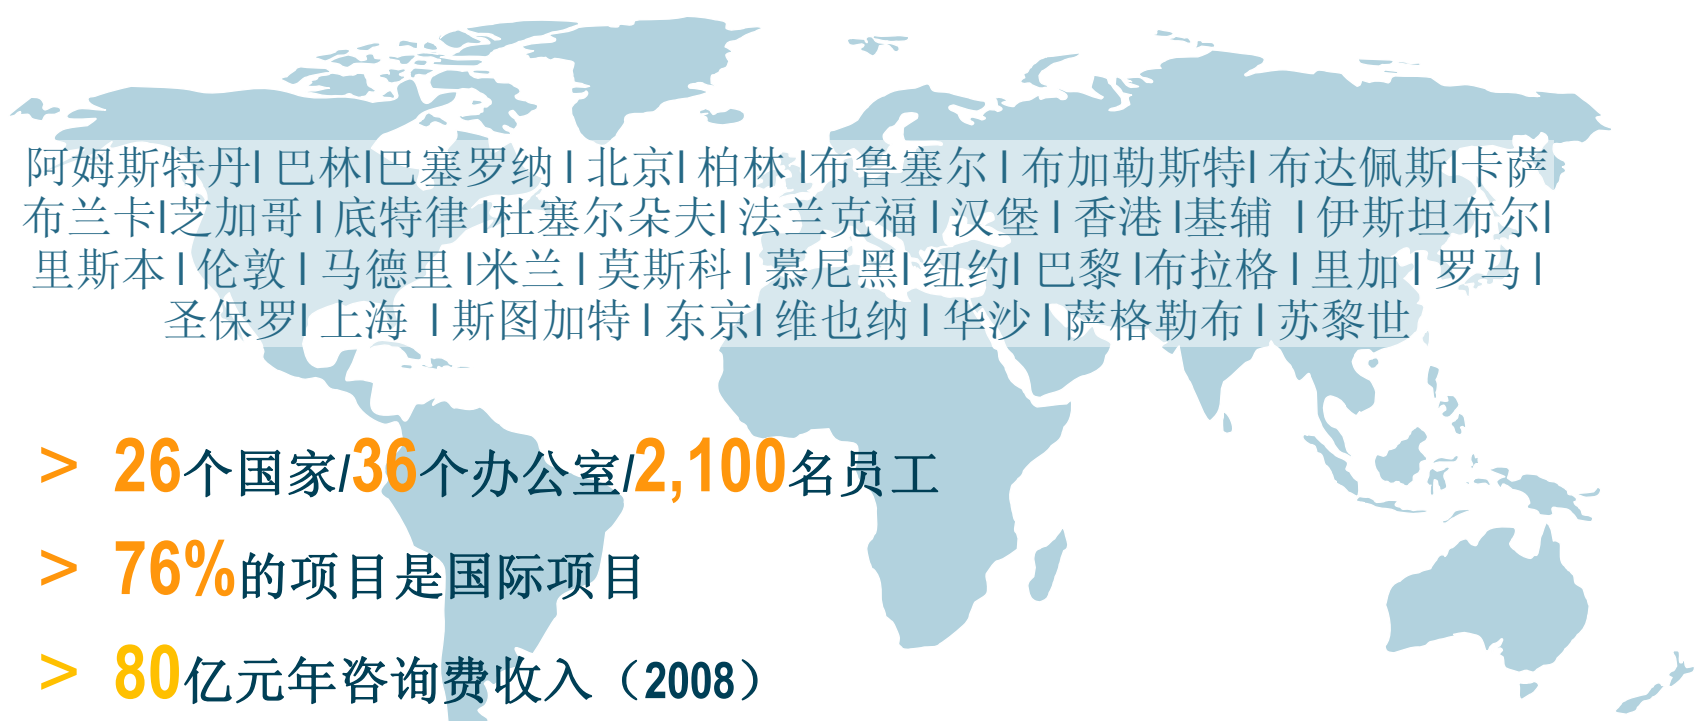 阿姆斯特丹| 巴林|巴塞罗纳 | 北京| 柏林 |布鲁塞尔 | 布加勒斯特| 布达佩斯|卡萨
布兰卡|芝加哥 | 底特律 |杜塞尔朵夫| 法兰克福 | 汉堡 | 香港 |基辅 | 伊斯坦布尔|
里斯本 | 伦敦 | 马德里 |米兰 | 莫斯科 | 慕尼黑| 纽约| 巴黎 |布拉格 | 里加 | 罗马 |
圣保罗| 上海 | 斯图加特 | 东京| 维也纳 | 华沙 | 萨格勒布 | 苏黎世
> 26个国家/36个办公室/2,100名员工
> 76%的项目是国际项目
> 80亿元年咨询费收入（2008）